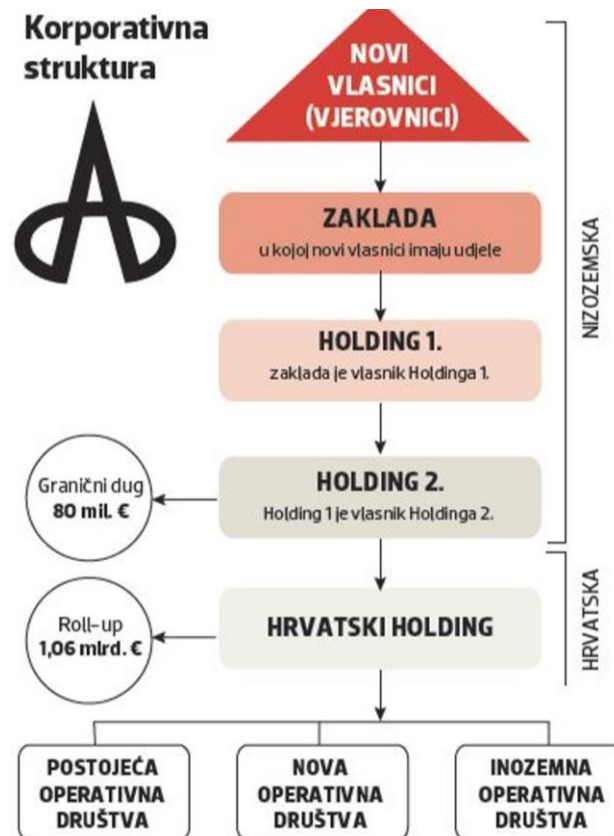 Korporativna
struktura
NOVI
VLASNICI
(VJEROVNICI)
ZAKLADA
u kojoj novi vlasnici imaju udjele
HOLDING 1.
zaklada je vlasnik Holdinga 1.
NIZOZEMSKA
Granični dug
80 mil. €
HOLDING 2.
Holding 1 je vlasnik Holdinga 2.
Roll-up
1,06 mlrd. €
HRVATSKI HOLDING
HRVATSKA
POSTOJEĆA
OPERATIVNA
DRUŠTVA
NOVA
OPERATIVNA
DRUŠTVA
INOZEMNA
OPERATIVNA
DRUŠTVA